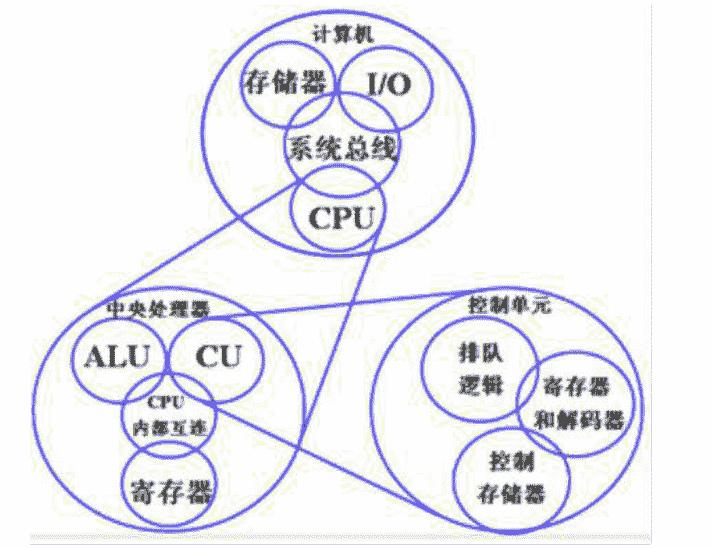 计算机
存储器
I/O
系统总线
CPU
中央处理器
ALU
CU
CPU
内部互连
寄存器
控制单元
排队
逻辑
寄存器
和解码器
控制
存储器